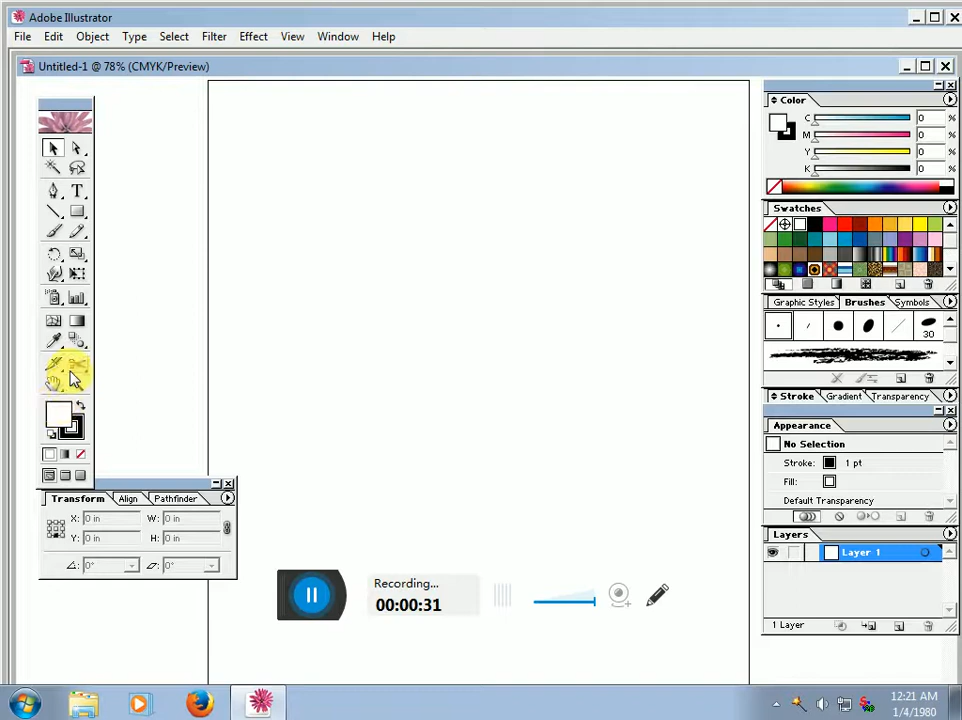 Adobe Illustrator
File Edit Object Type Select Filter Effect View Window Help
Untitled-1 @ 78% (CMYK/Preview)
Color
C 0 %
M 0 %
Y 0 %
K 0 %
Swatches
Graphic Styles Brushes Symbols
30
Stroke Gradient Transparency
Appearance
No Selection
Stroke: 1 pt
Fill:
Default Transparency
Layers
Layer 1
1 Layer
T
Transform Align Pathfinder
X: 0 in W: 0 in
Y: 0 in H: 0 in
0° 0°
Recording...
00:00:31
12:21 AM
1/4/1980